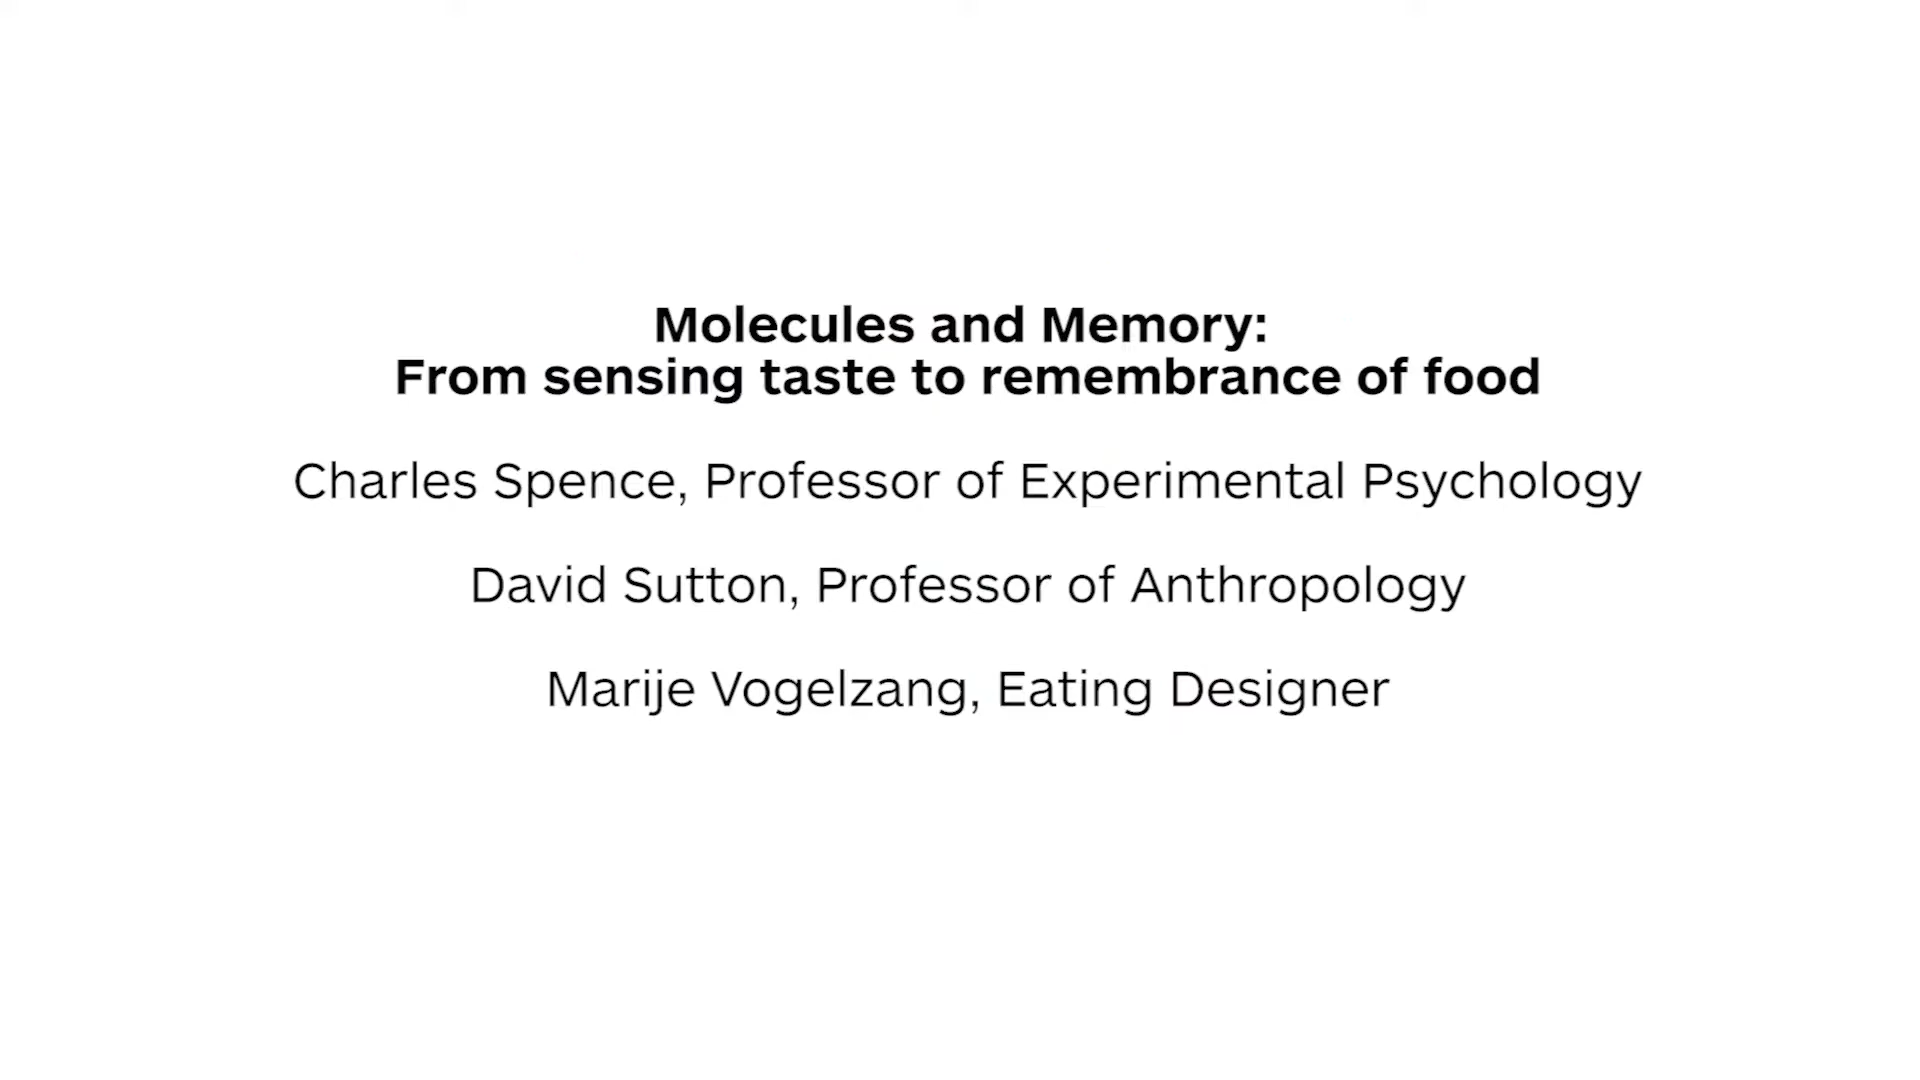 Molecules and Memory:
From sensing taste to remembrance of food
Charles Spence, Professor of Experimental Psychology
David Sutton, Professor of Anthropology
Marije Vogelzang, Eating Designer